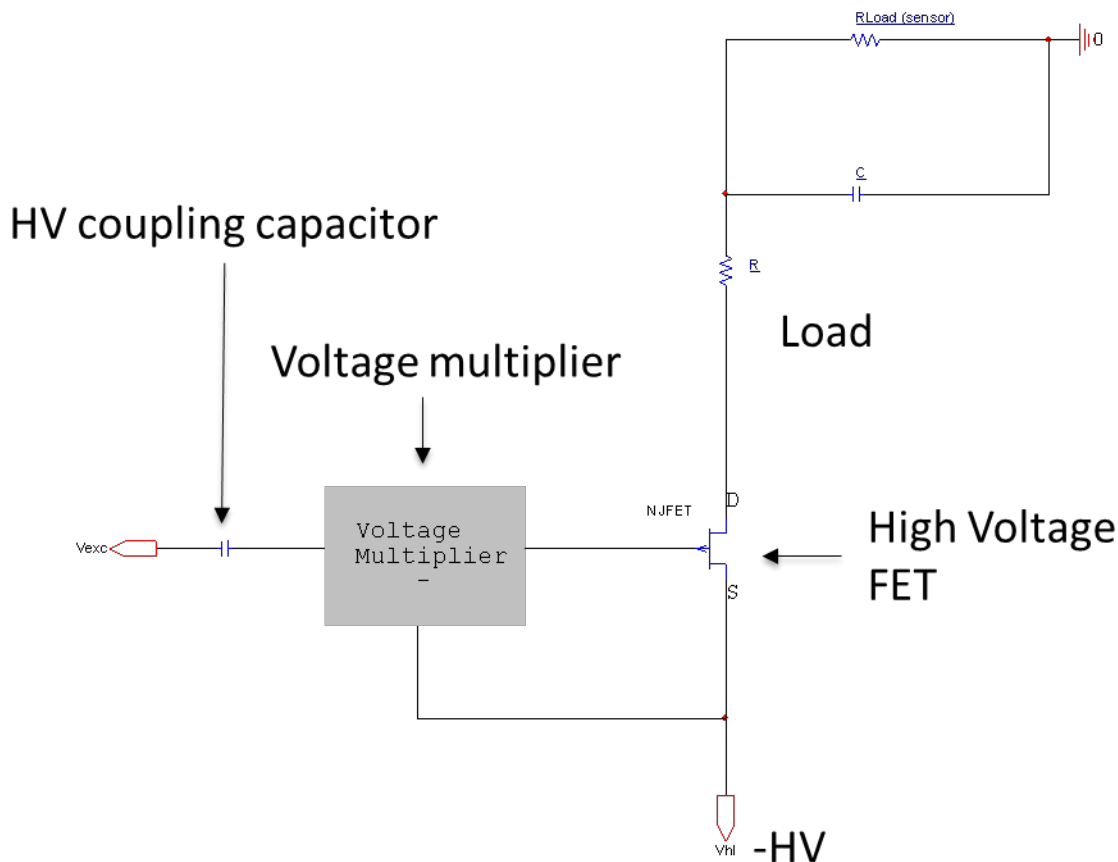 RLoad (sensor)
0
C
HV coupling capacitor
R
Load
Voltage multiplier
D
NJFET
Voltage
Multiplier
-
High Voltage
FET
Vexc
S
-HV
Vhl